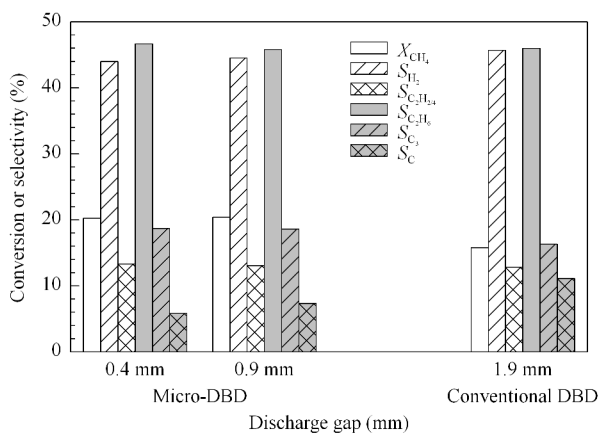 50
40
30
20
10
0
Conversion or selectivity (%)
X_CH₄
S_H₂
S_C₂H₂,₄
S_C₂H₆
S_C₃
S_C
0.4 mm 0.9 mm 1.9 mm
Micro-DBD Conventional DBD
Discharge gap (mm)